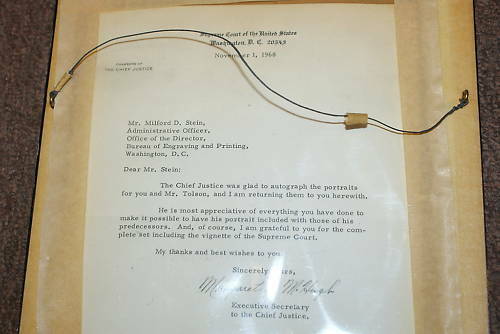 Supreme Court of the United States
Washington, D. C. 20543
November 1, 1968
CHAMBERS OF
THE CHIEF JUSTICE
Mr. Milford D. Stein,
Administrative Officer,
Office of the Director,
Bureau of Engraving and Printing,
Washington, D.C.
Dear Mr. Stein:
The Chief Justice was glad to autograph the portraits
for you and Mr. Tolson, and I am returning them to you herewith.
He is most appreciative of everything you have done to
make it possible to have his portrait included with those of his
predecessors. And, of course, I am grateful to you for the com-
plete set including the vignette of the Supreme Court.
My thanks and best wishes to you.
Sincerely yours,
Margaret McHugh
Executive Secretary
to the Chief Justice.